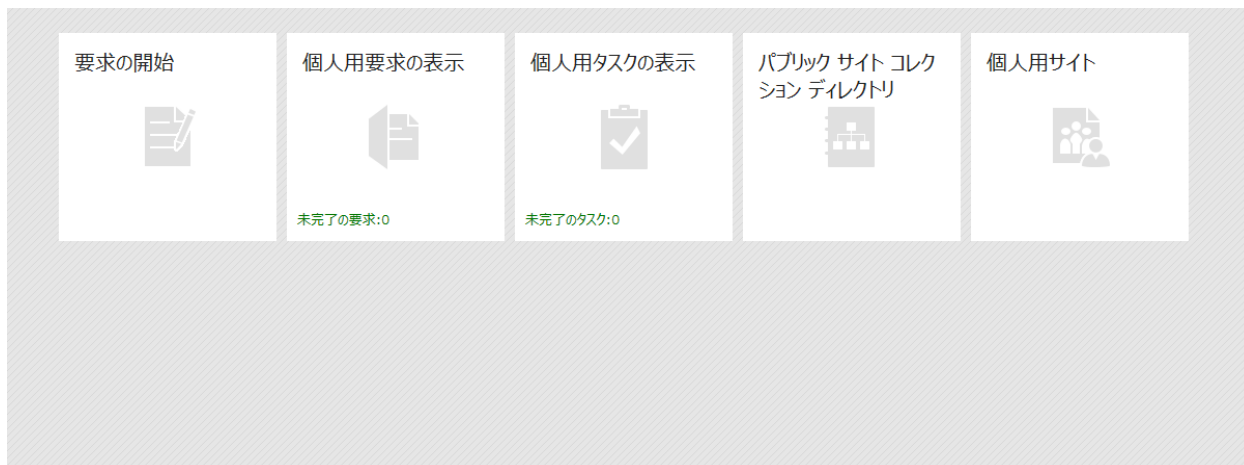 要求の開始
個人用要求の表示
未完了の要求:0
個人用タスクの表示
未完了のタスク:0
パブリック サイト コレク
ション ディレクトリ
個人用サイト